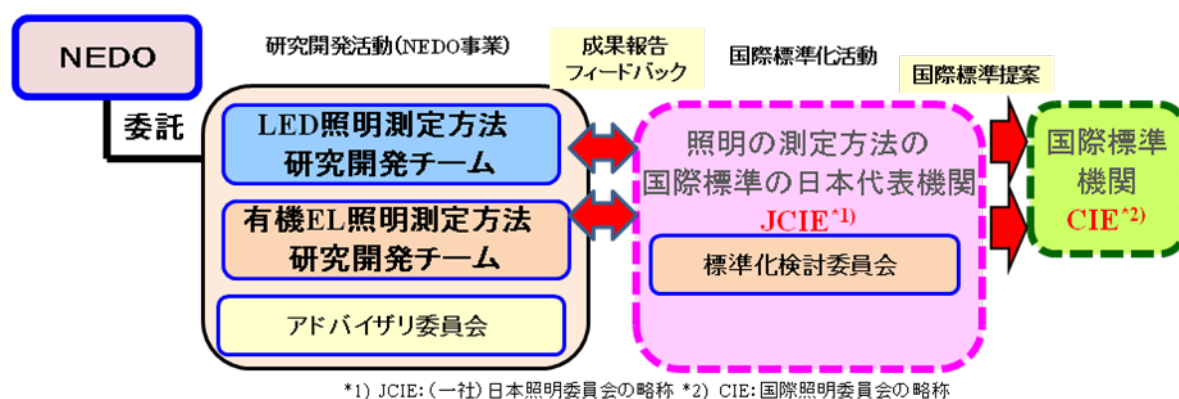 NEDO
委託
研究開発活動(NEDO事業)
LED照明測定方法
研究開発チーム
有機EL照明測定方法
研究開発チーム
アドバイザリ委員会
成果報告
フィードバック
国際標準化活動
照明の測定方法の
国際標準の日本代表機関
JCIE*1)
標準化検討委員会
国際標準提案
国際標準
機関
CIE*2)
*1) JCIE:(一社)日本照明委員会の略称 *2) CIE:国際照明委員会の略称